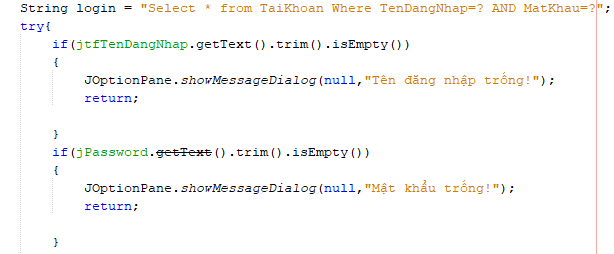 String login = "Select * from TaiKhoan Where TenDangNhap=? AND MatKhau=?";
try{
if(jtfTenDangNhap.getText().trim().isEmpty())
{
JOptionPane.showMessageDialog(null,"Tên đăng nhập trống!");
return;
}
if(jPassword.getText().trim().isEmpty())
{
JOptionPane.showMessageDialog(null,"Mật khẩu trống!");
return;
}